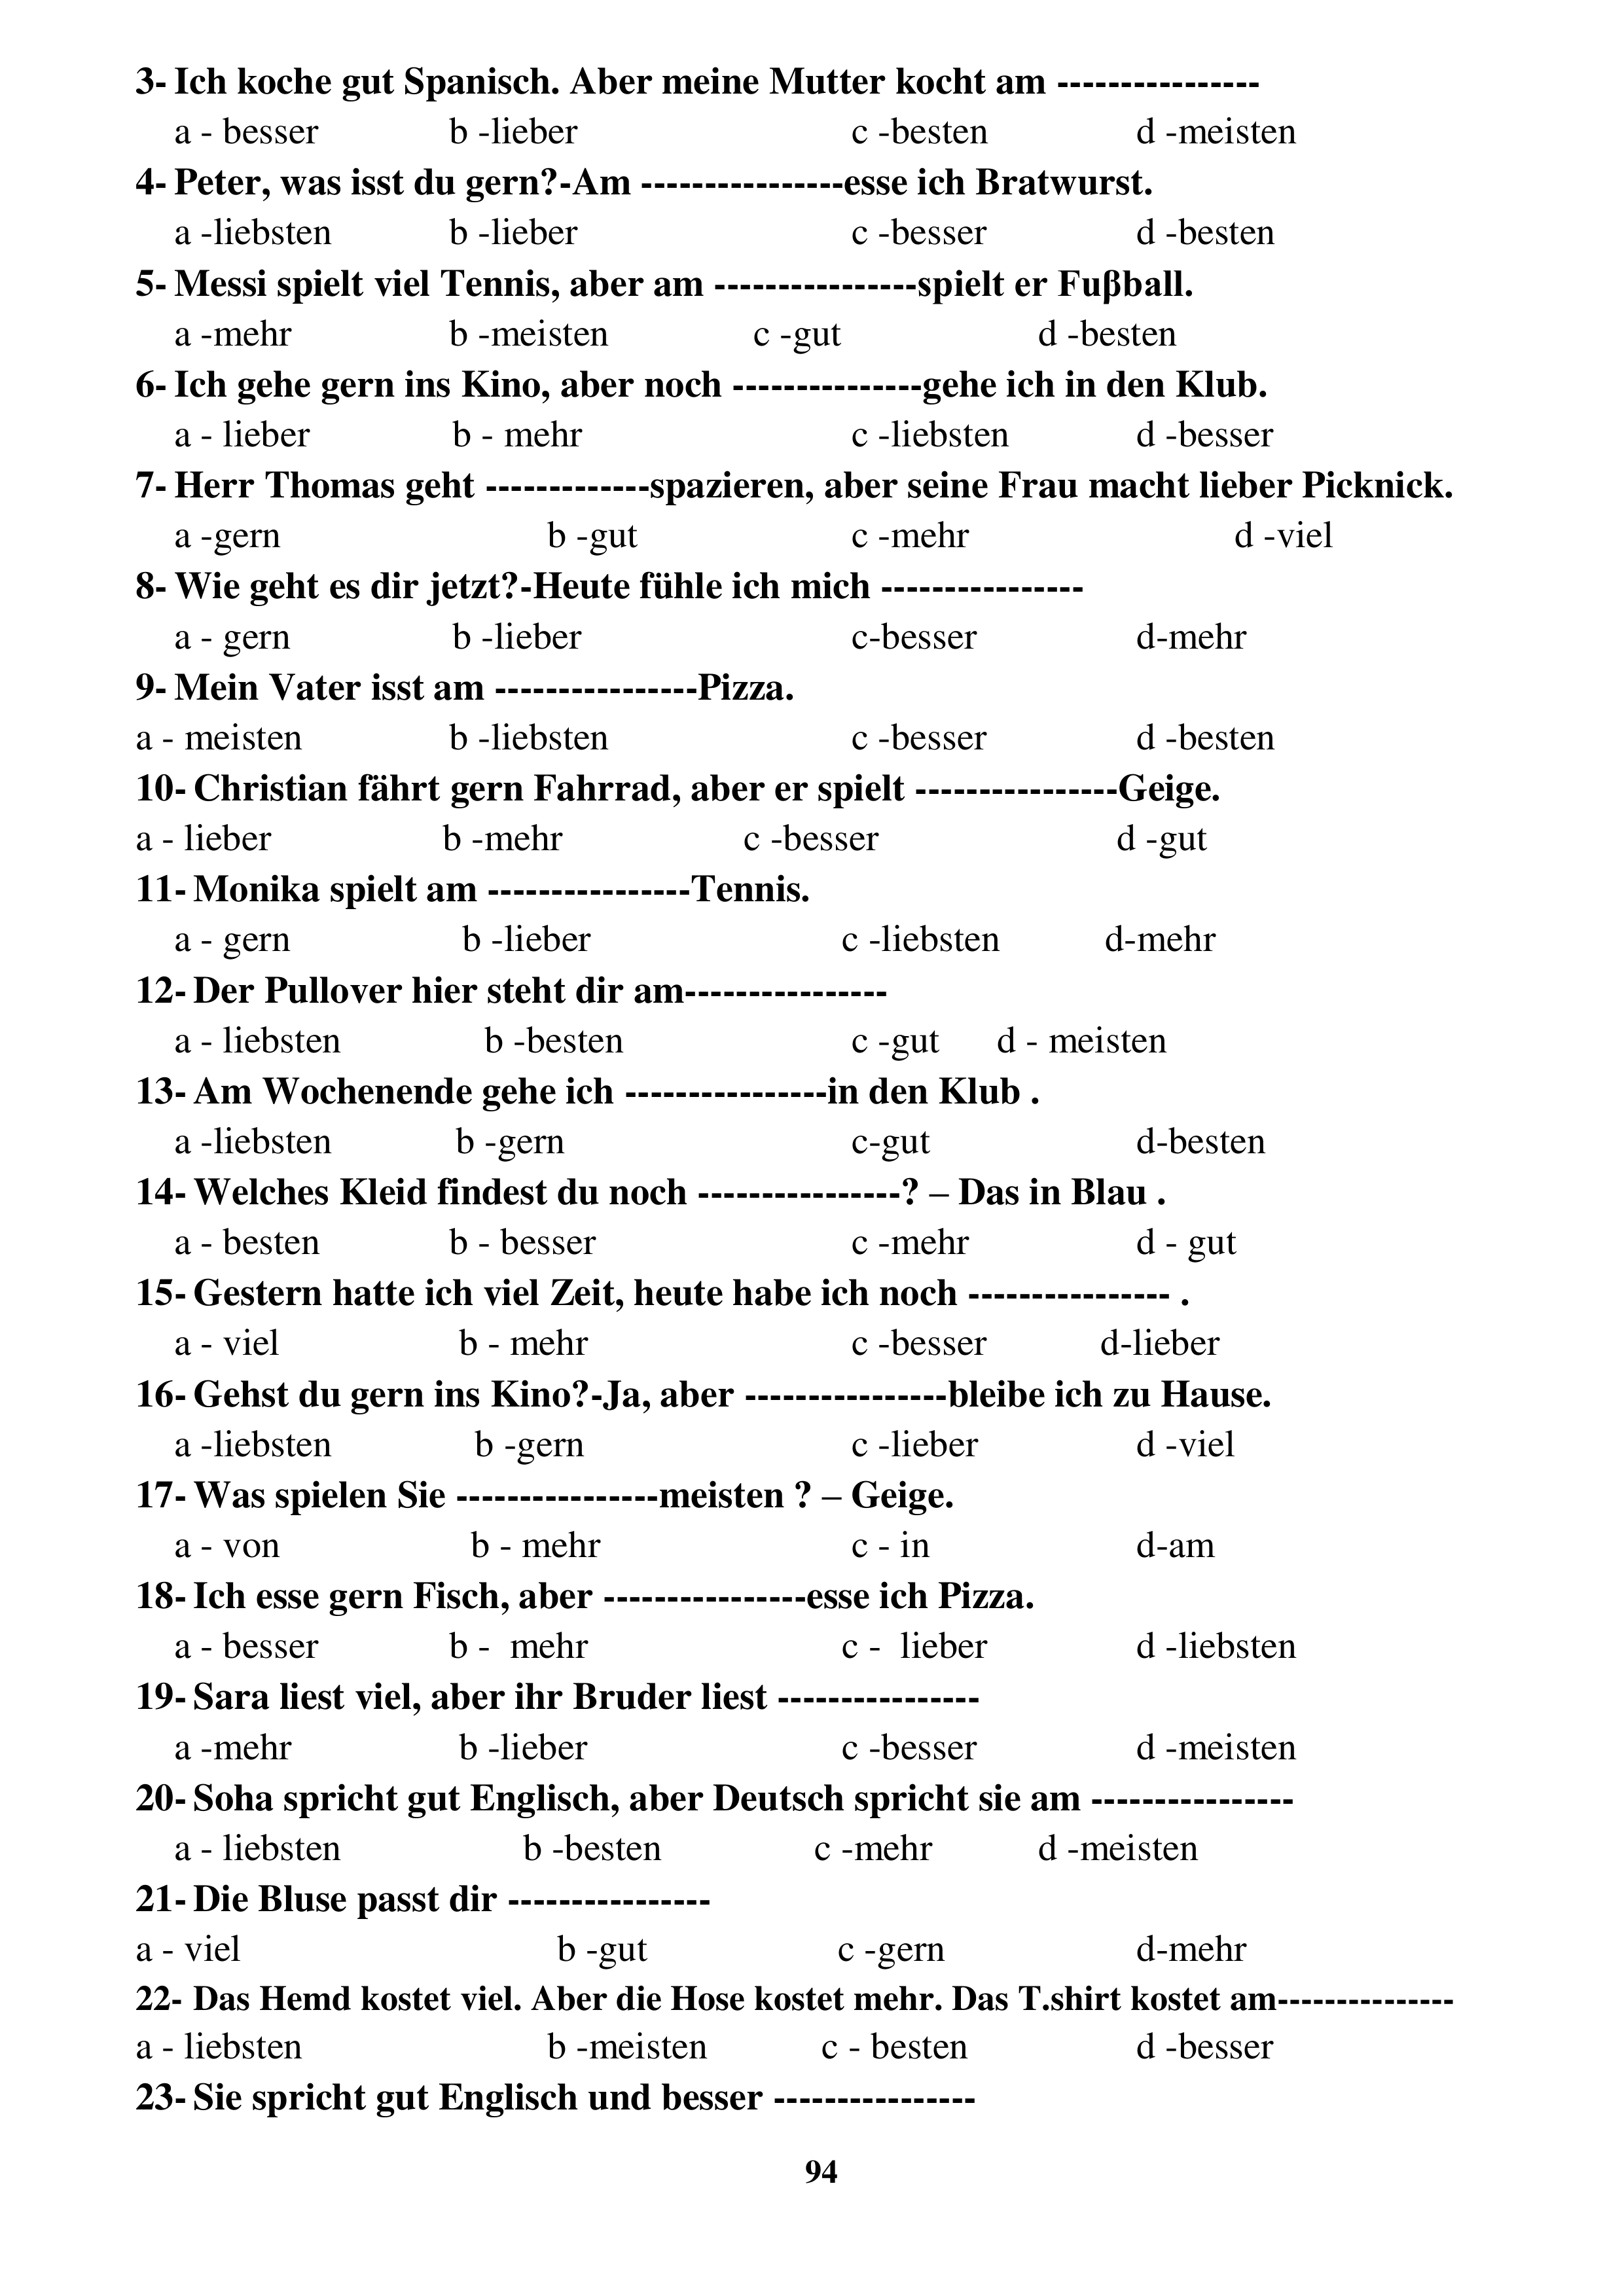 3- Ich koche gut Spanisch. Aber meine Mutter kocht am ----------------
a - besser b -lieber c -besten d -meisten
4- Peter, was isst du gern?-Am ----------------esse ich Bratwurst.
a -liebsten b -lieber c -besser d -besten
5- Messi spielt viel Tennis, aber am ----------------spielt er Fuβball.
a -mehr b -meisten c -gut d -besten
6- Ich gehe gern ins Kino, aber noch ---------------gehe ich in den Klub.
a - lieber b - mehr c -liebsten d -besser
7- Herr Thomas geht -------------spazieren, aber seine Frau macht lieber Picknick.
a -gern b -gut c -mehr d -viel
8- Wie geht es dir jetzt?-Heute fühle ich mich ----------------
a - gern b -lieber c-besser d-mehr
9- Mein Vater isst am ----------------Pizza.
a - meisten b -liebsten c -besser d -besten
10- Christian fährt gern Fahrrad, aber er spielt ----------------Geige.
a - lieber b -mehr c -besser d -gut
11- Monika spielt am ----------------Tennis.
a - gern b -lieber c -liebsten d-mehr
12- Der Pullover hier steht dir am----------------
a - liebsten b -besten c -gut d - meisten
13- Am Wochenende gehe ich ----------------in den Klub .
a -liebsten b -gern c-gut d-besten
14- Welches Kleid findest du noch ----------------? – Das in Blau .
a - besten b - besser c -mehr d - gut
15- Gestern hatte ich viel Zeit, heute habe ich noch ---------------- .
a - viel b - mehr c -besser d-lieber
16- Gehst du gern ins Kino?-Ja, aber ----------------bleibe ich zu Hause.
a -liebsten b -gern c -lieber d -viel
17- Was spielen Sie ----------------meisten ? – Geige.
a - von b - mehr c - in d-am
18- Ich esse gern Fisch, aber ----------------esse ich Pizza.
a - besser b - mehr c - lieber d -liebsten
19- Sara liest viel, aber ihr Bruder liest ----------------
a -mehr b -lieber c -besser d -meisten
20- Soha spricht gut Englisch, aber Deutsch spricht sie am ----------------
a - liebsten b -besten c -mehr d -meisten
21- Die Bluse passt dir ----------------
a - viel b -gut c -gern d-mehr
22- Das Hemd kostet viel. Aber die Hose kostet mehr. Das T.shirt kostet am---------------
a - liebsten b -meisten c - besten d -besser
23- Sie spricht gut Englisch und besser ----------------
94